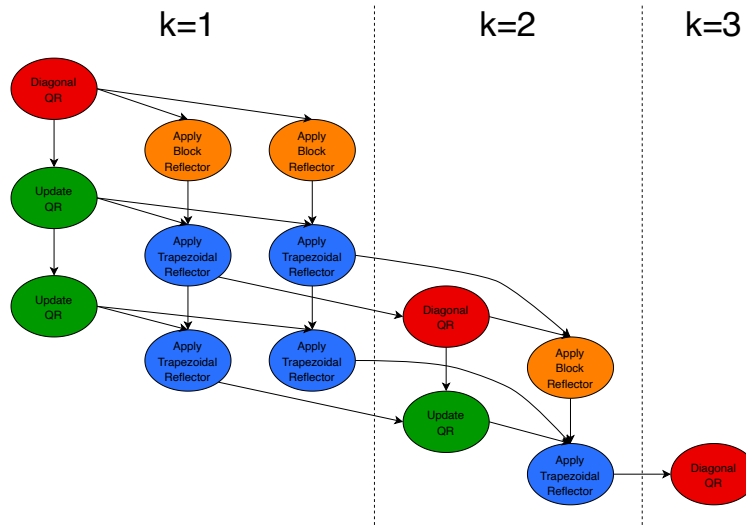 k=1
k=2
k=3
Diagonal
QR
Apply
Block
Reflector
Apply
Block
Reflector
Update
QR
Apply
Trapezoidal
Reflector
Apply
Trapezoidal
Reflector
Update
QR
Diagonal
QR
Apply
Trapezoidal
Reflector
Apply
Trapezoidal
Reflector
Apply
Block
Reflector
Update
QR
Apply
Trapezoidal
Reflector
Diagonal
QR